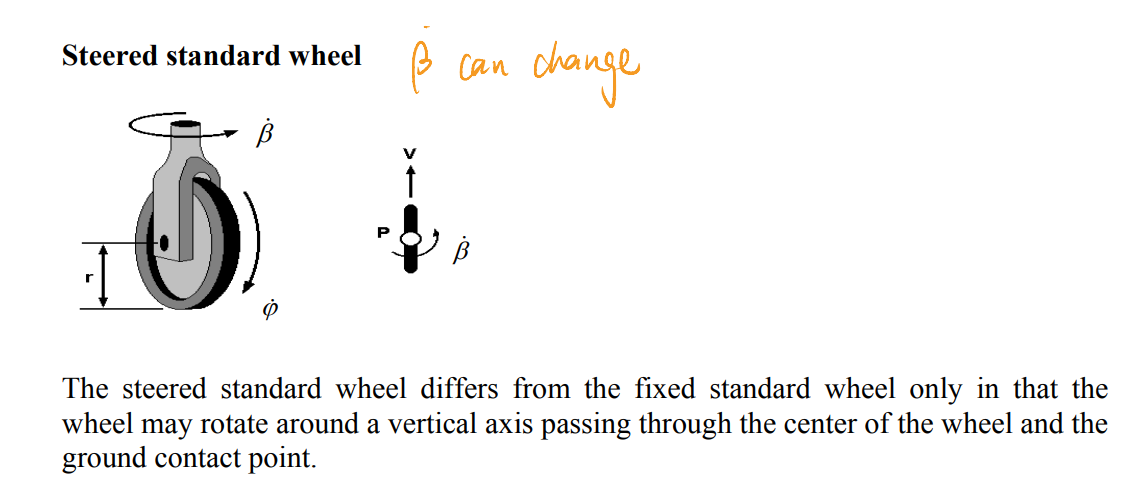 Steered standard wheel
β̇ can change
β̇
V
P
β̇
r
φ̇
The steered standard wheel differs from the fixed standard wheel only in that the
wheel may rotate around a vertical axis passing through the center of the wheel and the
ground contact point.